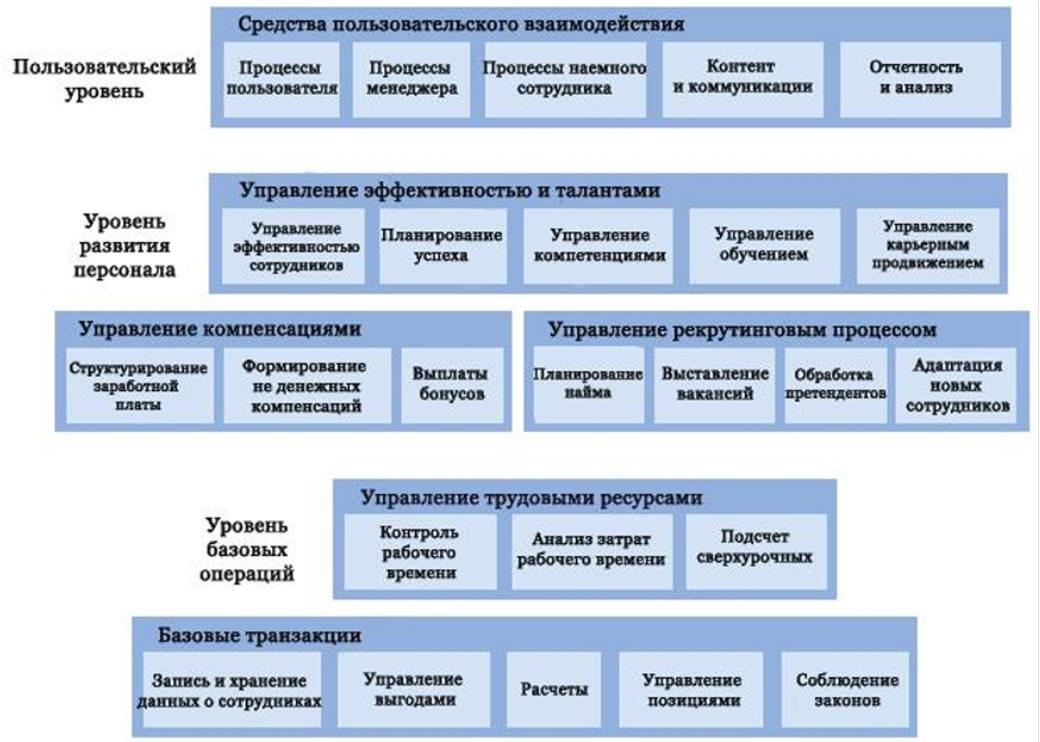 Средства пользовательского взаимодействия
Пользовательский
уровень
Процессы
пользователя
Процессы
менеджера
Процессы наемного
сотрудника
Контент
и коммуникации
Отчетность
и анализ
Управление эффективностью и талантами
Уровень
развития
персонала
Управление
эффективностью
сотрудников
Планирование
успеха
Управление
компетенциями
Управление
обучением
Управление
карьерным
продвижением
Управление компенсациями
Структурирование
заработной
платы
Формирование
не денежных
компенсаций
Выплаты
бонусов
Управление рекрутинговым процессом
Планирование
найма
Выставление
вакансий
Обработка
претендентов
Адаптация
новых
сотрудников
Управление трудовыми ресурсами
Уровень
базовых
операций
Контроль
рабочего
времени
Анализ затрат
рабочего времени
Подсчет
сверхурочных
Базовые транзакции
Запись и хранение
данных о сотрудниках
Управление
выгодами
Расчеты
Управление
позициями
Соблюдение
законов